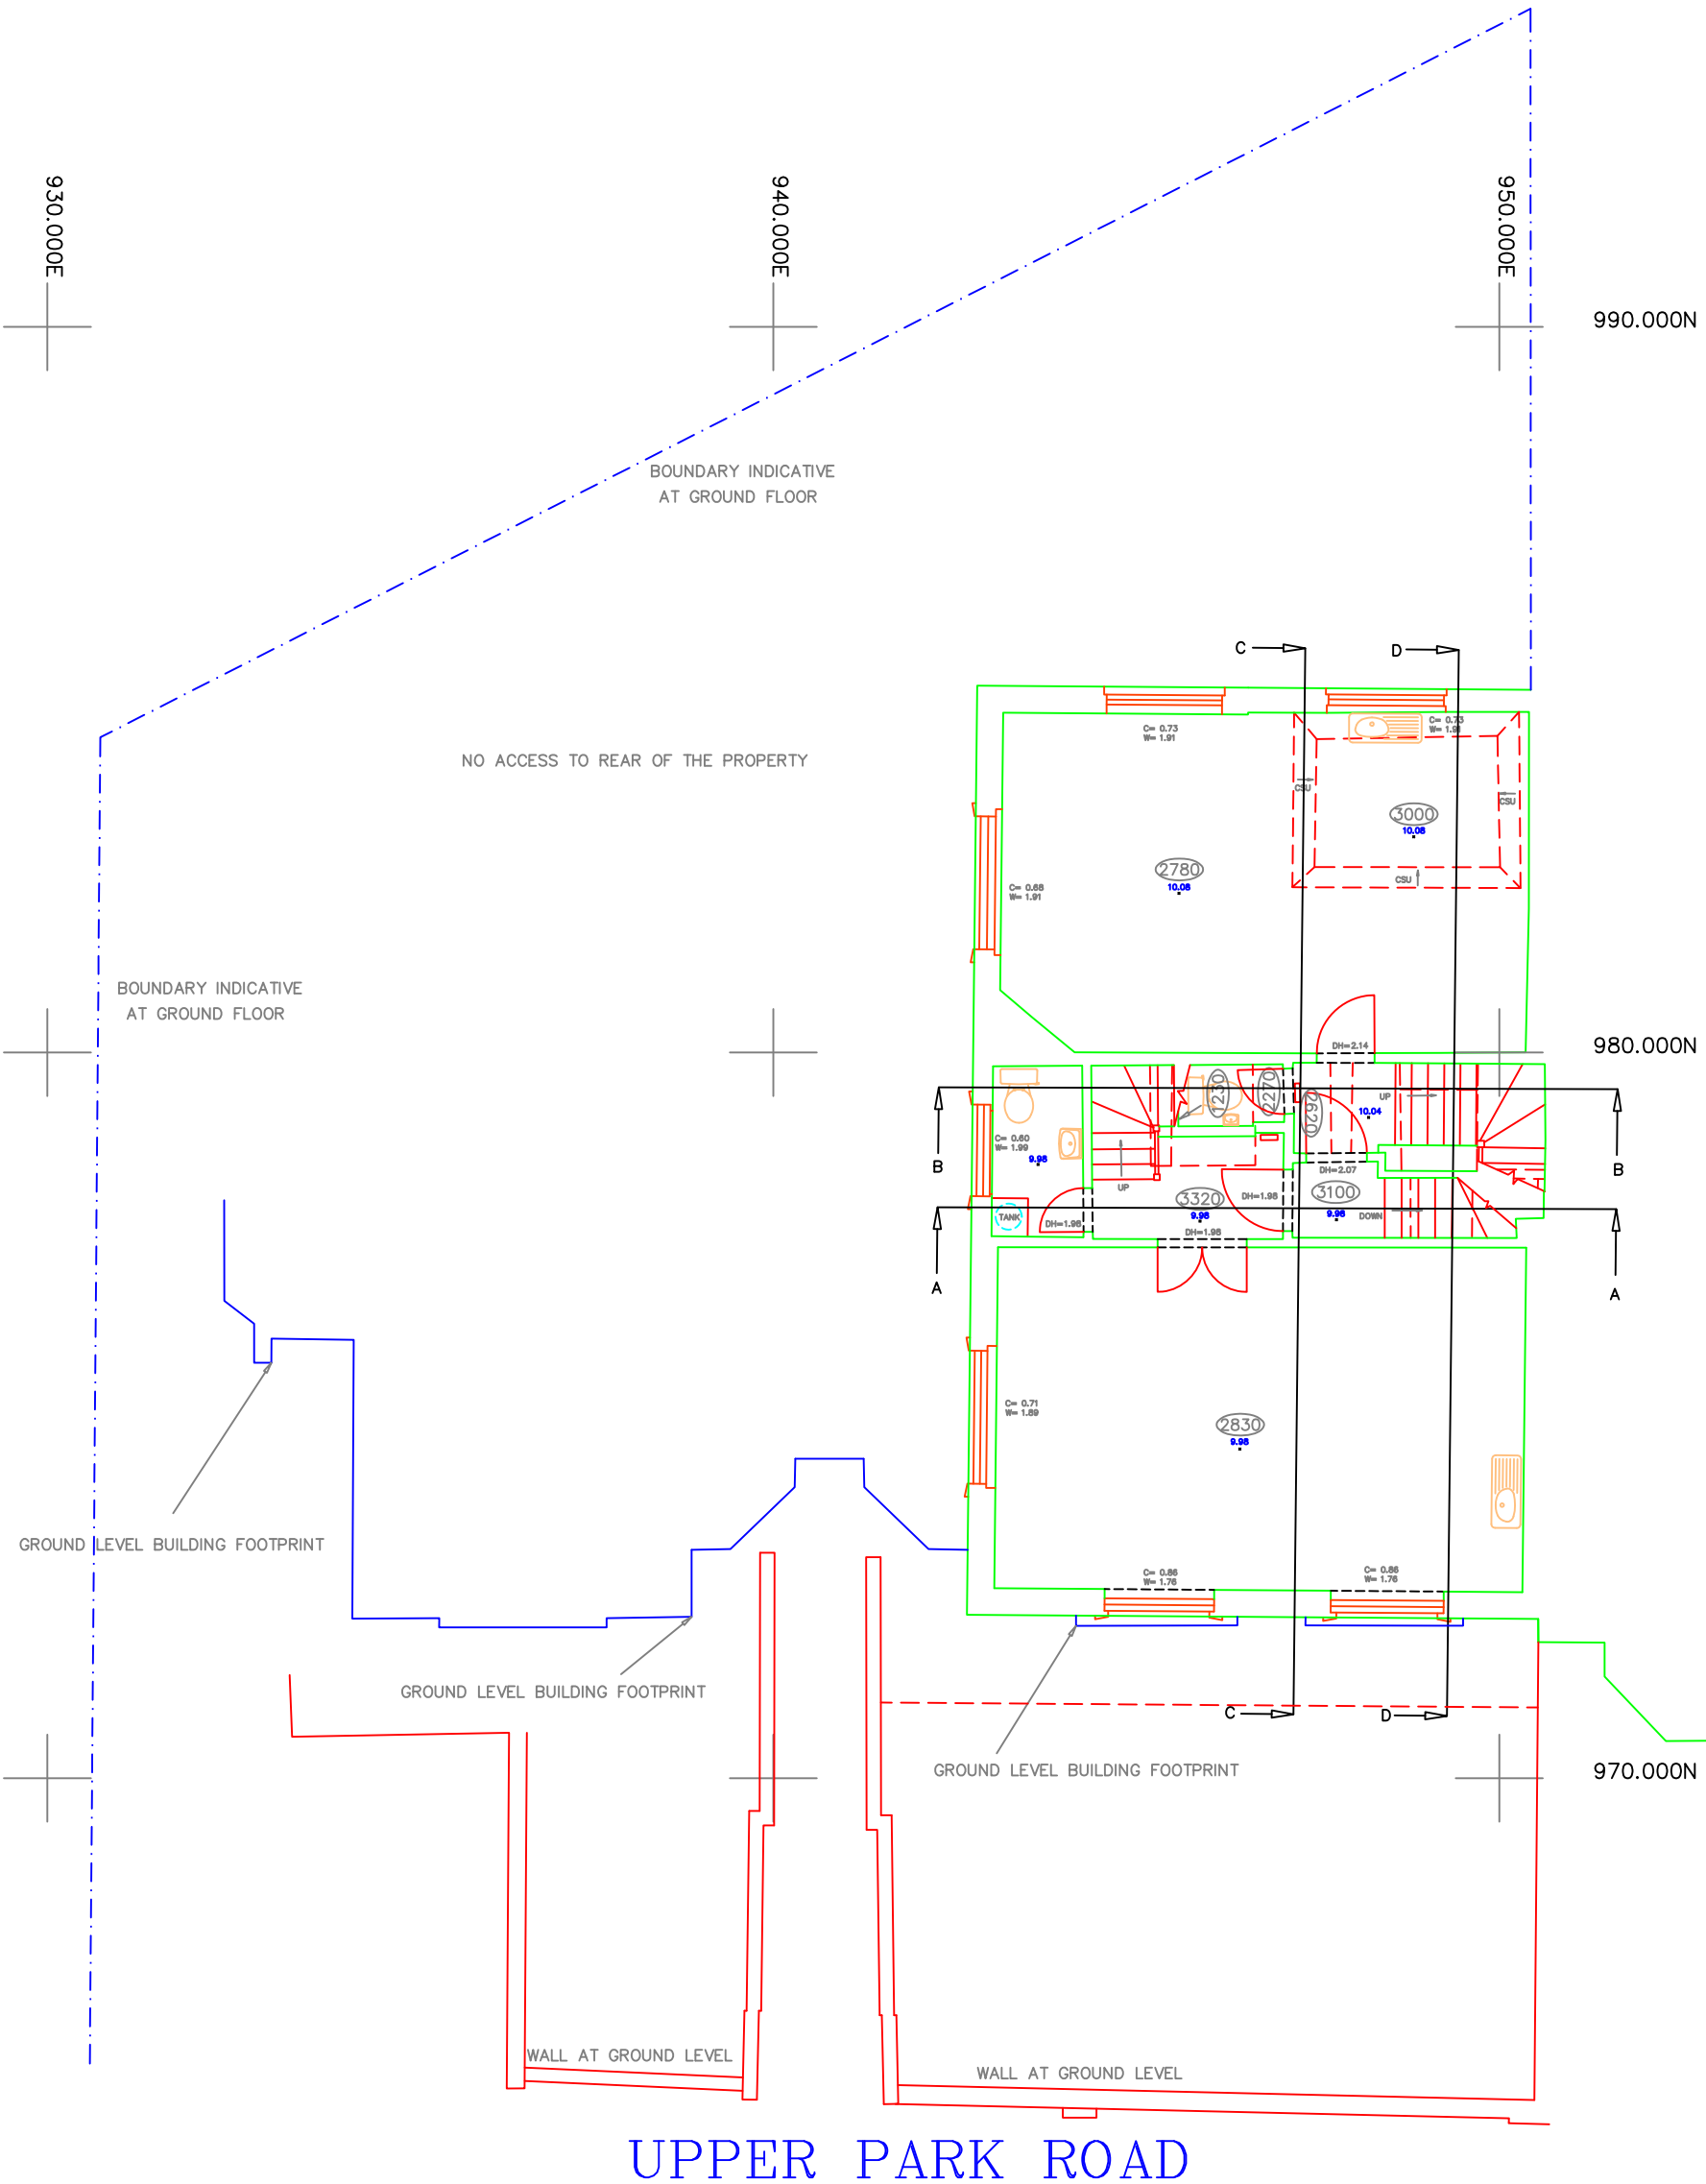 930.000E
940.000E
950.000E
990.000N
BOUNDARY INDICATIVE
AT GROUND FLOOR
C
D
C= 0.73
W= 1.91
C= 0.73
W= 1.91
NO ACCESS TO REAR OF THE PROPERTY
CSU
CSU
3000
10.08
2780
10.08
CSU
C= 0.68
W= 1.91
BOUNDARY INDICATIVE
AT GROUND FLOOR
DH=2.14
980.000N
1230
2270
2620
UP
10.04
C= 0.60
W= 1.99
9.98
B
B
DH=2.07
UP
3320
9.98
DH=1.98
3100
9.98
DOWN
TANK
DH=1.98
DH=1.98
A
A
C= 0.71
W= 1.89
2830
9.98
GROUND LEVEL BUILDING FOOTPRINT
C= 0.86
W= 1.76
C= 0.86
W= 1.76
GROUND LEVEL BUILDING FOOTPRINT
C
D
GROUND LEVEL BUILDING FOOTPRINT
970.000N
WALL AT GROUND LEVEL
WALL AT GROUND LEVEL
UPPER PARK ROAD